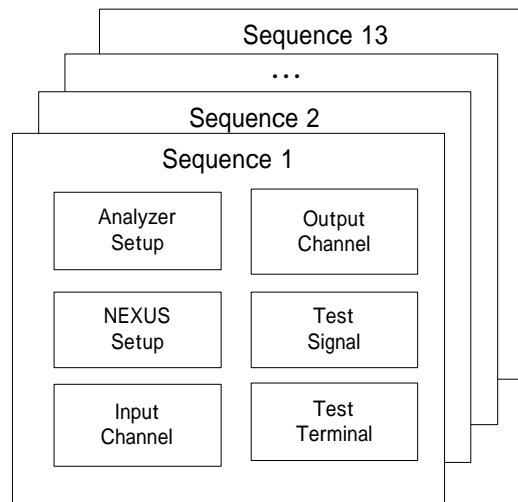 Sequence 13
...
Sequence 2
Sequence 1
Analyzer
Setup
Output
Channel
NEXUS
Setup
Test
Signal
Input
Channel
Test
Terminal